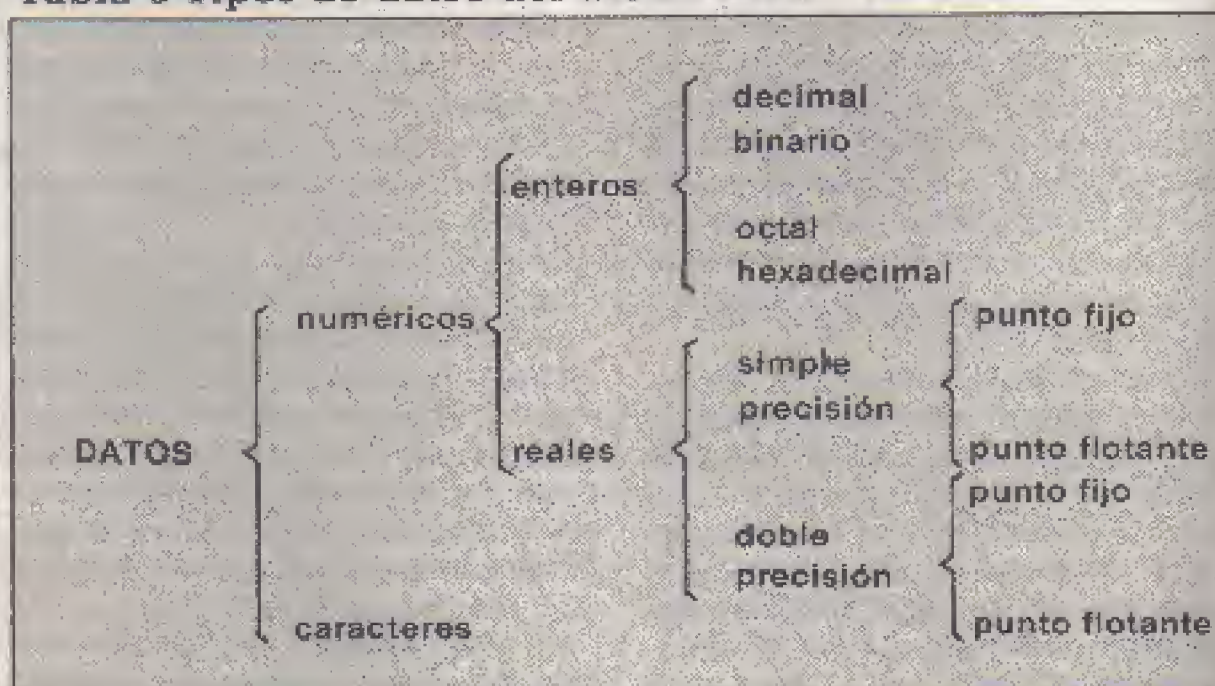 decimal
binario
enteros
octal
hexadecimal
numéricos
punto fijo
simple
precisión
DATOS
reales
punto flotante
punto fijo
doble
precisión
caracteres
punto flotante